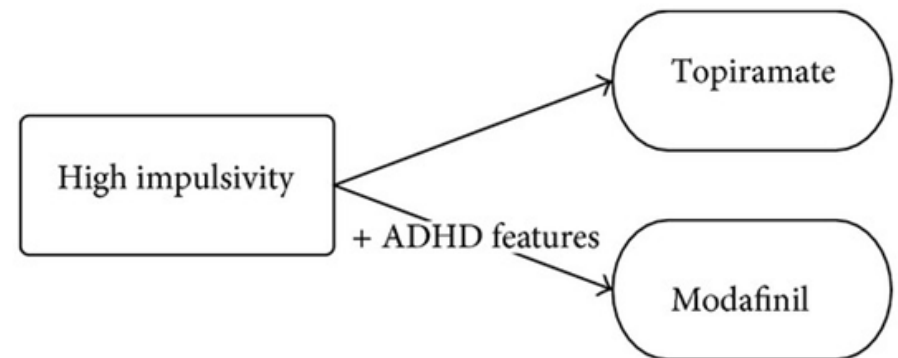 Topiramate
High impulsivity
+ ADHD features
Modafinil